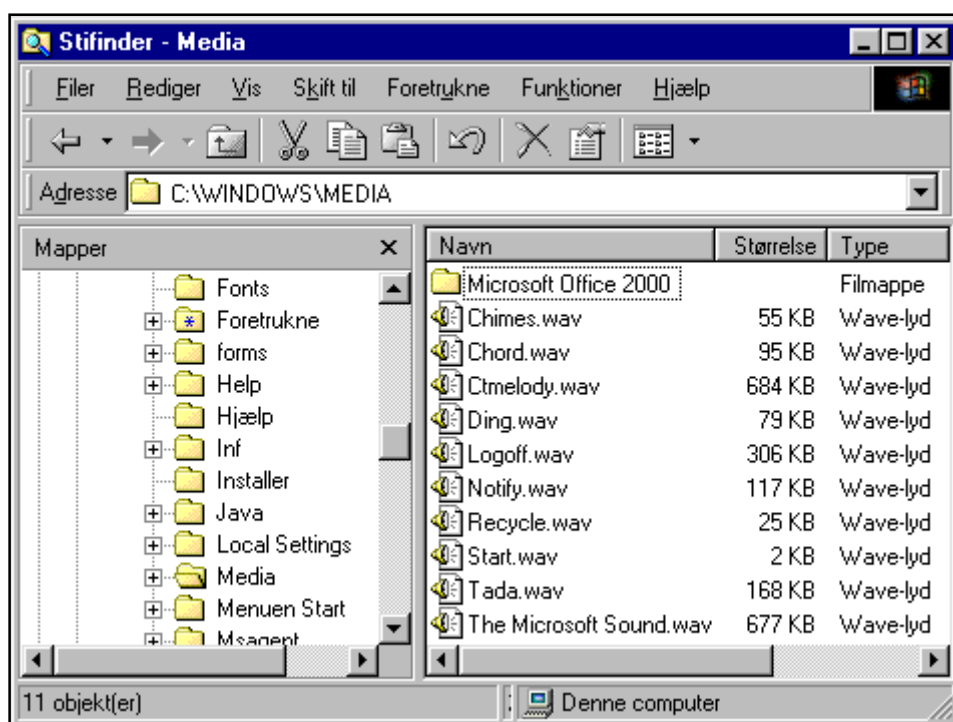 Stifinder - Media
Filer Rediger Vis Skift til Foretrukne Funktioner Hjælp
Adresse C:\WINDOWS\MEDIA
Mapper
Fonts
Foretrukne
forms
Help
Hjælp
Inf
Installer
Java
Local Settings
Media
Menuen Start
Msagent
Navn Størrelse Type
Microsoft Office 2000 Filmappe
Chimes.wav 55 KB Wave-lyd
Chord.wav 95 KB Wave-lyd
Ctmelody.wav 684 KB Wave-lyd
Ding.wav 79 KB Wave-lyd
Logoff.wav 306 KB Wave-lyd
Notify.wav 117 KB Wave-lyd
Recycle.wav 25 KB Wave-lyd
Start.wav 2 KB Wave-lyd
Tada.wav 168 KB Wave-lyd
The Microsoft Sound.wav 677 KB Wave-lyd
11 objekt(er) Denne computer